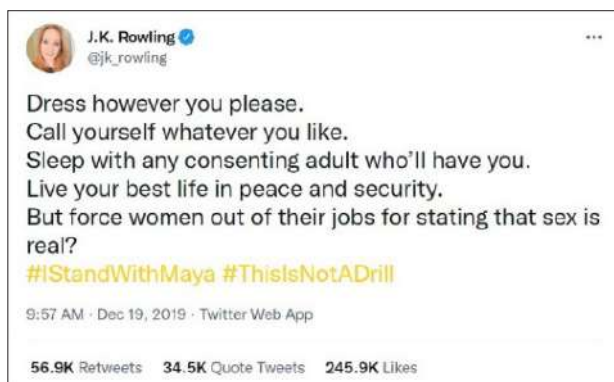 J.K. Rowling
@jk_rowling
Dress however you please.
Call yourself whatever you like.
Sleep with any consenting adult who'll have you.
Live your best life in peace and security.
But force women out of their jobs for stating that sex is
real?
#IStandWithMaya #ThisIsNotADrill
9:57 AM · Dec 19, 2019 · Twitter Web App
56.9K Retweets 34.5K Quote Tweets 245.9K Likes